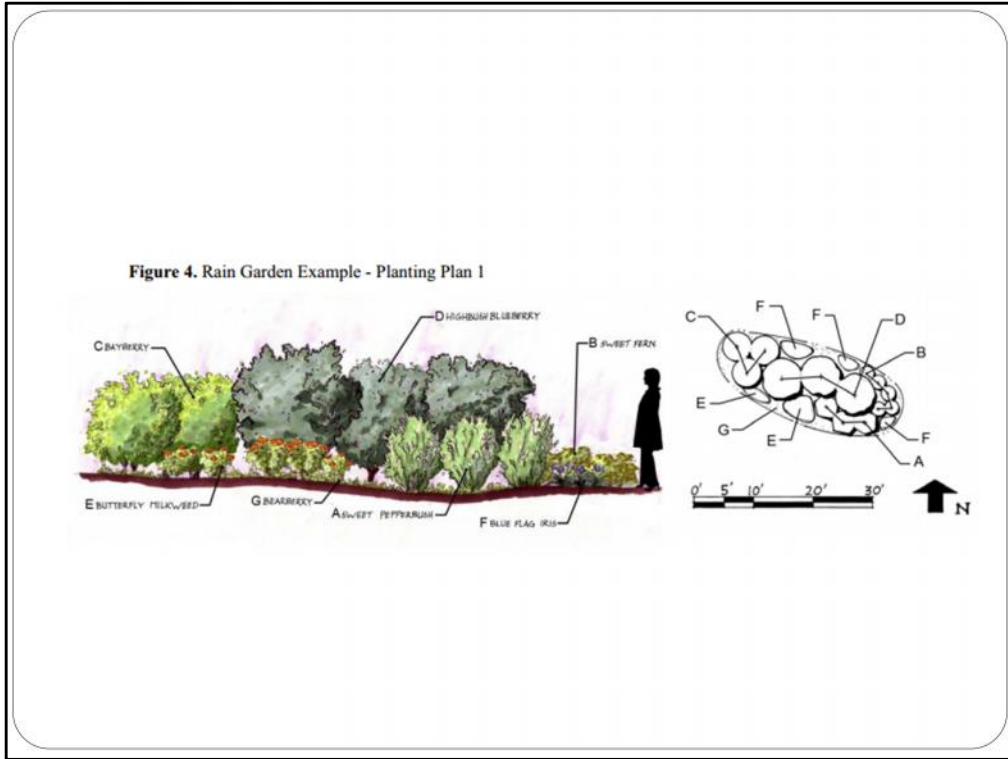 Figure 4. Rain Garden Example - Planting Plan 1
D HIGHBUSH BLUEBERRY
C BAYBERRY
B SWEET FERN
E BUTTERFLY MILKWEED
G BEARBERRY
A SWEET PEPPERBUSH
F BLUE FLAG IRIS
F
F
C
D
B
E
G
E
F
A
0' 5' 10' 20' 30'
N